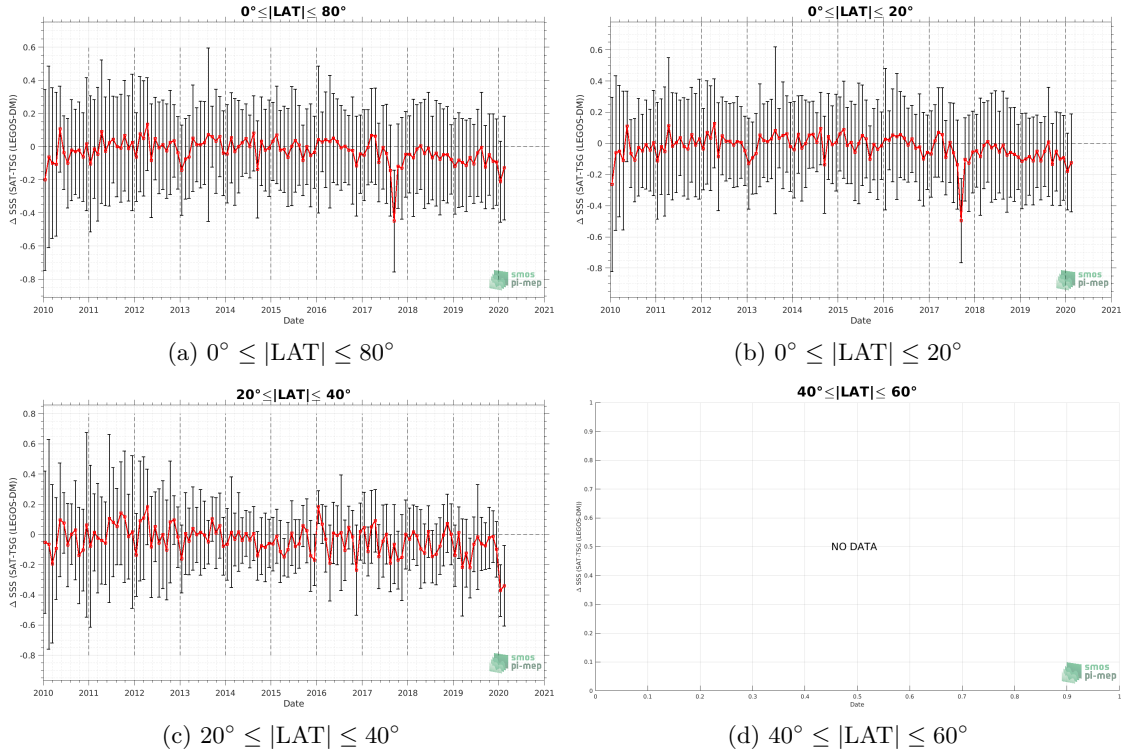 0°≤|LAT|≤ 80°
Δ SSS (SAT-TSG (LEGOS-DM))
0.6
0.4
0.2
0
-0.2
-0.4
-0.6
-0.8
2010 2011 2012 2013 2014 2015 2016 2017 2018 2019 2020 2021
Date
smos
pi-mep
(a) 0° ≤ |LAT| ≤ 80°
0°≤|LAT|≤ 20°
Δ SSS (SAT-TSG (LEGOS-DM))
0.6
0.4
0.2
0
-0.2
-0.4
-0.6
-0.8
2010 2011 2012 2013 2014 2015 2016 2017 2018 2019 2020 2021
Date
smos
pi-mep
(b) 0° ≤ |LAT| ≤ 20°
20°≤|LAT|≤ 40°
Δ SSS (SAT-TSG (LEGOS-DM))
0.8
0.6
0.4
0.2
0
-0.2
-0.4
-0.6
-0.8
2010 2011 2012 2013 2014 2015 2016 2017 2018 2019 2020 2021
Date
smos
pi-mep
(c) 20° ≤ |LAT| ≤ 40°
40°≤|LAT|≤ 60°
Δ SSS (SAT-TSG (LEGOS-DM))
1
0.9
0.8
0.7
0.6
0.5
0.4
0.3
0.2
0.1
0
NO DATA
0 0.1 0.2 0.3 0.4 0.5 0.6 0.7 0.8 0.9 1
Date
smos
pi-mep
(d) 40° ≤ |LAT| ≤ 60°